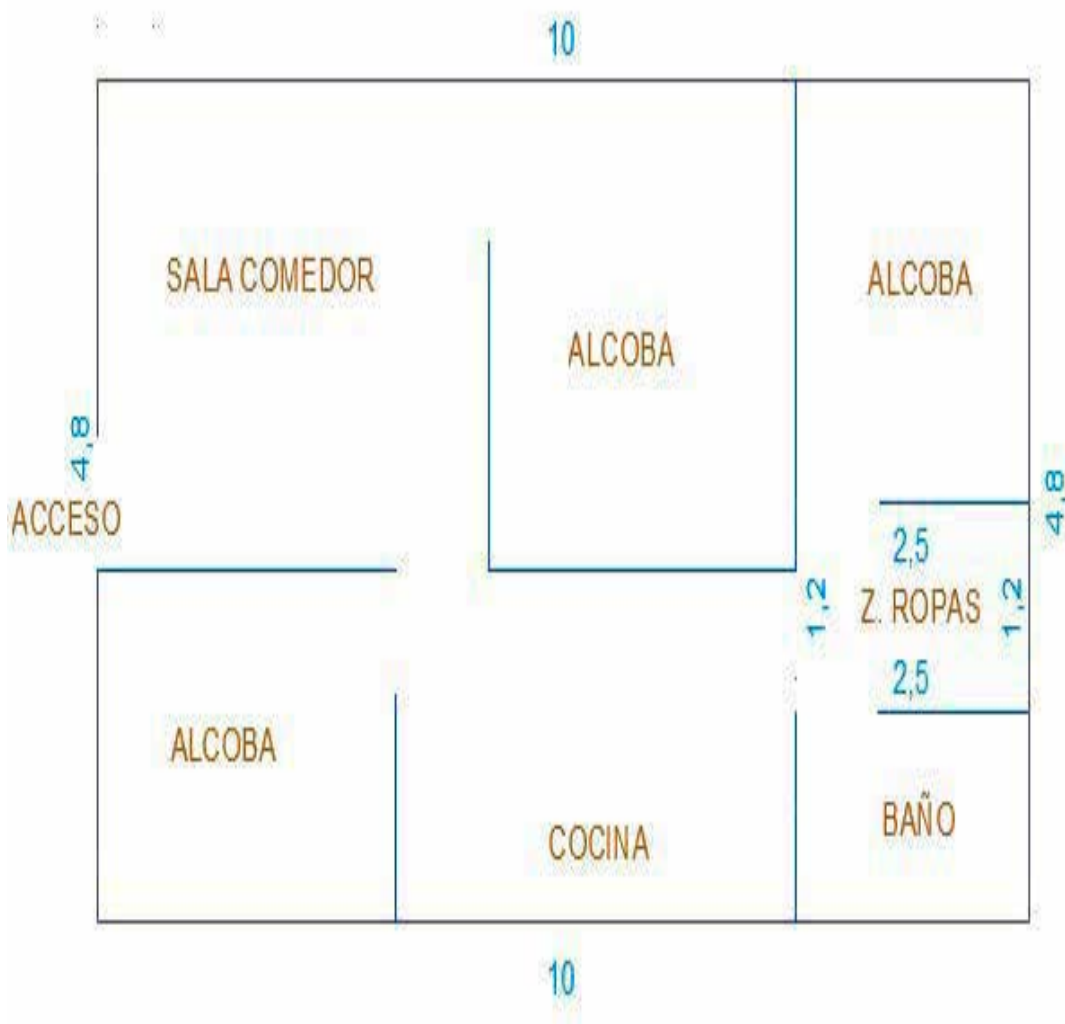 10
SALA COMEDOR
ALCOBA
ALCOBA
4,8
4,8
ACCESO
2,5
1,2
Z. ROPAS
1,2
2,5
ALCOBA
COCINA
BAÑO
10